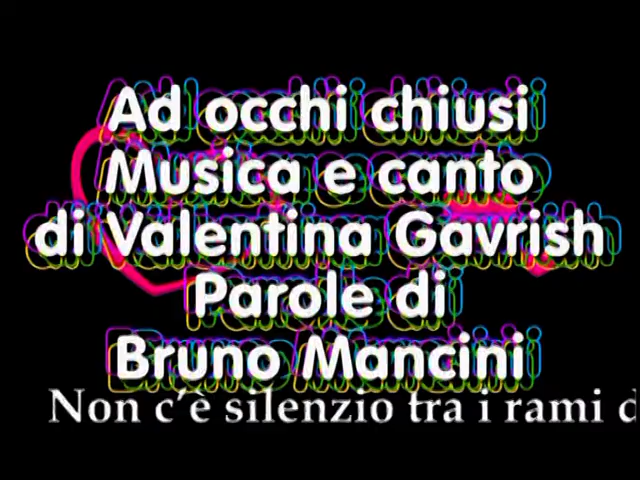 Ad occhi chiusi
Musica e canto
di Valentina Gavrish
Parole di
Bruno Mancini
Non c'è silenzio tra i rami